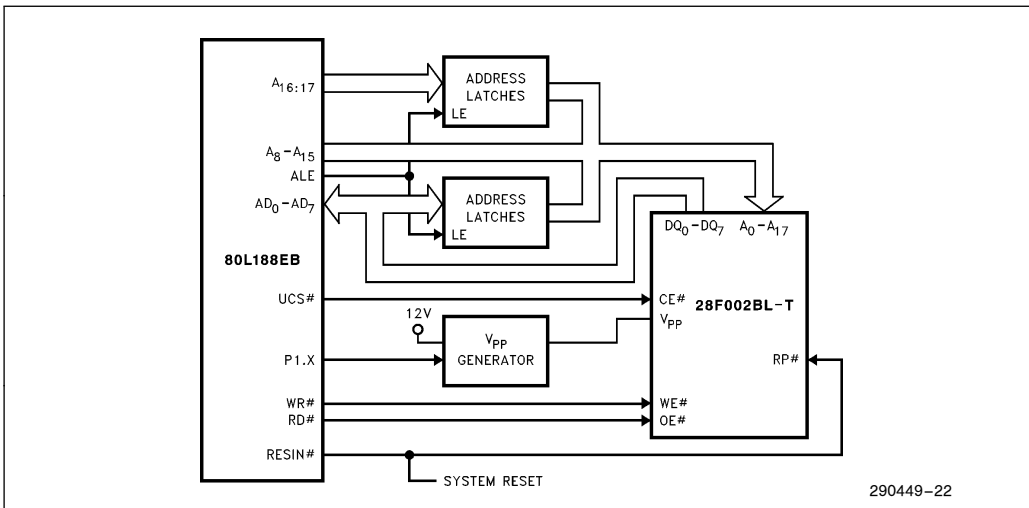 A16:17
ADDRESS
LATCHES
LE
A8–A15
ALE
AD0–AD7
ADDRESS
LATCHES
LE
DQ0–DQ7 A0–A17
80L188EB
UCS#
CE#
28F002BL-T
12V
VPP
VPP
GENERATOR
P1.X
RP#
WR#
WE#
RD#
OE#
RESIN#
SYSTEM RESET
290449–22